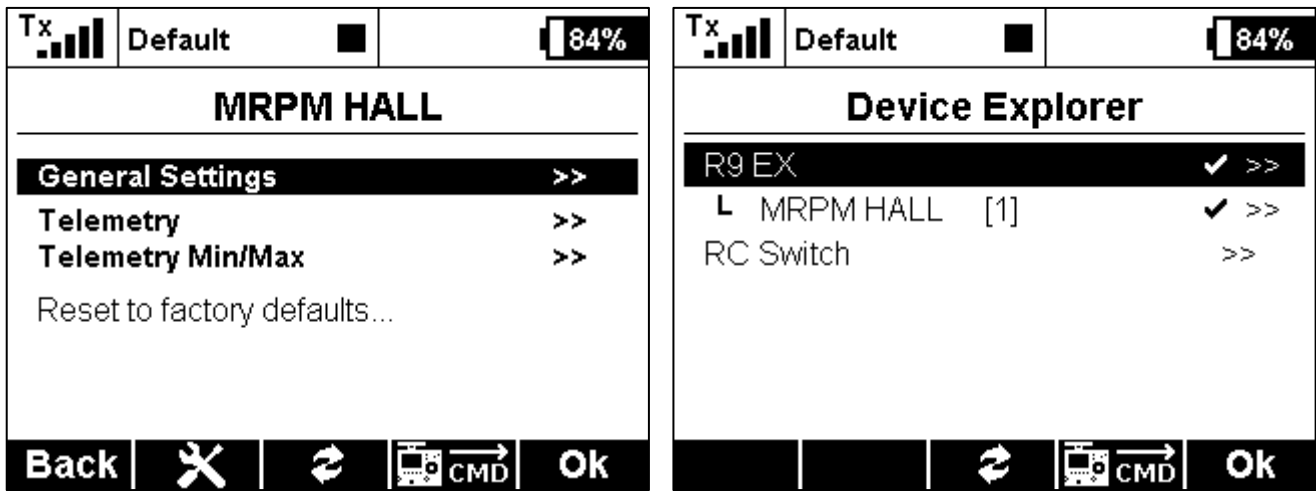 Tx Default 84%
MRPM HALL
General Settings >>
Telemetry >>
Telemetry Min/Max >>
Reset to factory defaults...
Back CMD Ok
Tx Default 84%
Device Explorer
R9 EX >>
MRPM HALL [1] >>
RC Switch >>
CMD Ok